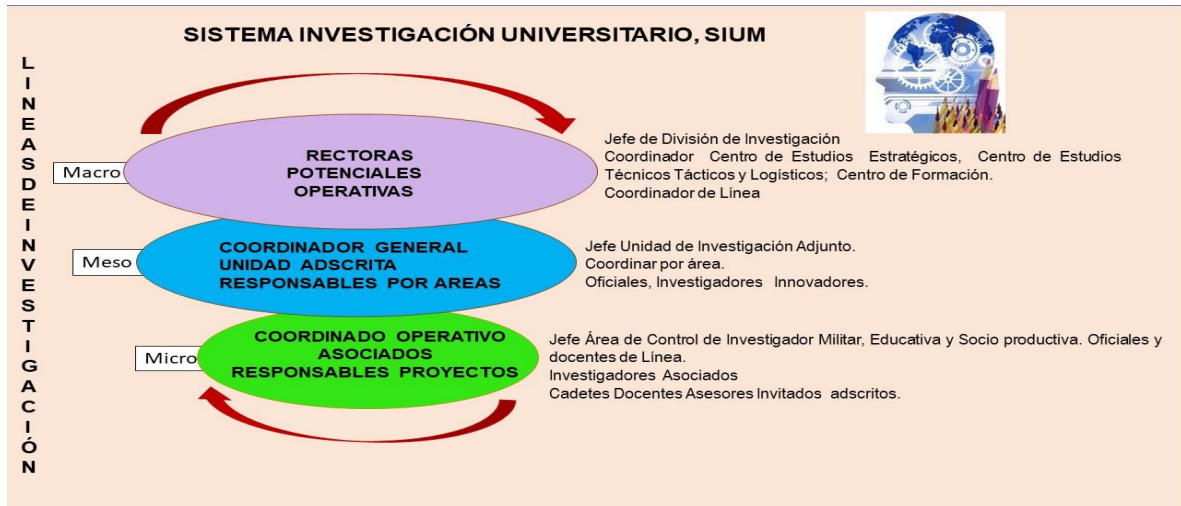 SISTEMA INVESTIGACIÓN UNIVERSITARIO, SIUM
LINEAS DE INVESTIGACIÓN
Macro
RECTORAS
POTENCIALES
OPERATIVAS
Jefe de División de Investigación
Coordinador Centro de Estudios Estratégicos, Centro de Estudios
Técnicos Tácticos y Logísticos; Centro de Formación.
Coordinador de Línea
Meso
COORDINADOR GENERAL
UNIDAD ADSCRITA
RESPONSABLES POR AREAS
Jefe Unidad de Investigación Adjunto.
Coordinar por área.
Oficiales, Investigadores Innovadores.
Micro
COORDINADO OPERATIVO
ASOCIADOS
RESPONSABLES PROYECTOS
Jefe Área de Control de Investigador Militar, Educativa y Socio productiva. Oficiales y
docentes de Línea.
Investigadores Asociados
Cadetes Docentes Asesores Invitados adscritos.